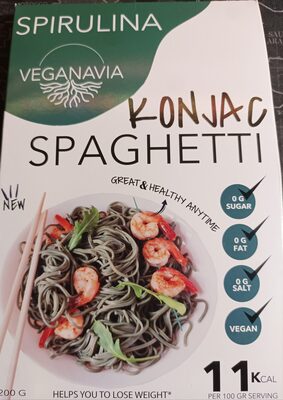 SPIRULINA
VEGANAVIA
KONJAC
SPAGHETTI
GREAT & HEALTHY ANYTIME
NEW
0 G
SUGAR
0 G
FAT
0 G
SALT
VEGAN
11 KCAL
PER 100 GR SERVING
200 G
HELPS YOU TO LOSE WEIGHT*